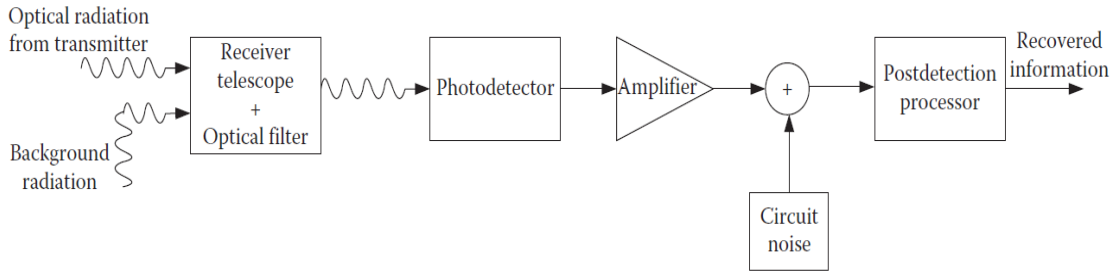 Optical radiation
from transmitter
Receiver
telescope
+
Optical filter
Background
radiation
Photodetector
Amplifier
+
Circuit
noise
Postdetection
processor
Recovered
information